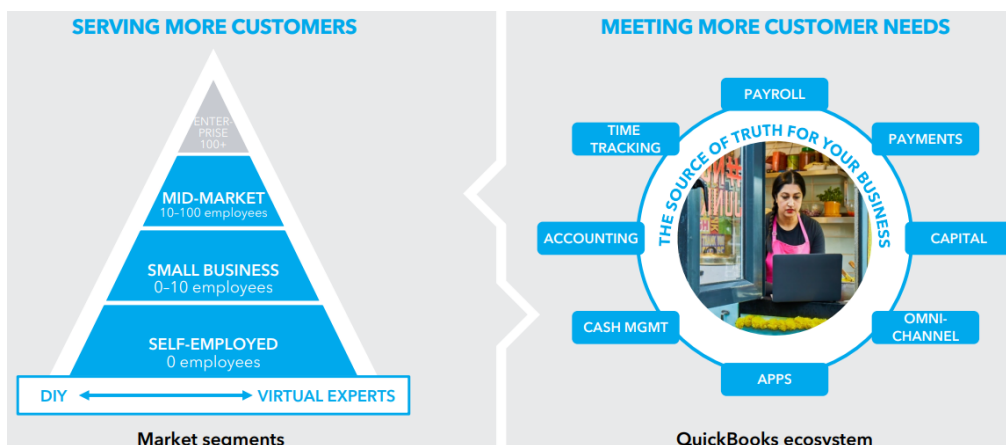 SERVING MORE CUSTOMERS
ENTER-
PRISE
100+
MID-MARKET
10–100 employees
SMALL BUSINESS
0–10 employees
SELF-EMPLOYED
0 employees
DIY
VIRTUAL EXPERTS
Market segments
MEETING MORE CUSTOMER NEEDS
PAYROLL
TIME
TRACKING
PAYMENTS
THE SOURCE OF TRUTH FOR YOUR BUSINESS
ACCOUNTING
CAPITAL
CASH MGMT
OMNI-
CHANNEL
APPS
QuickBooks ecosystem